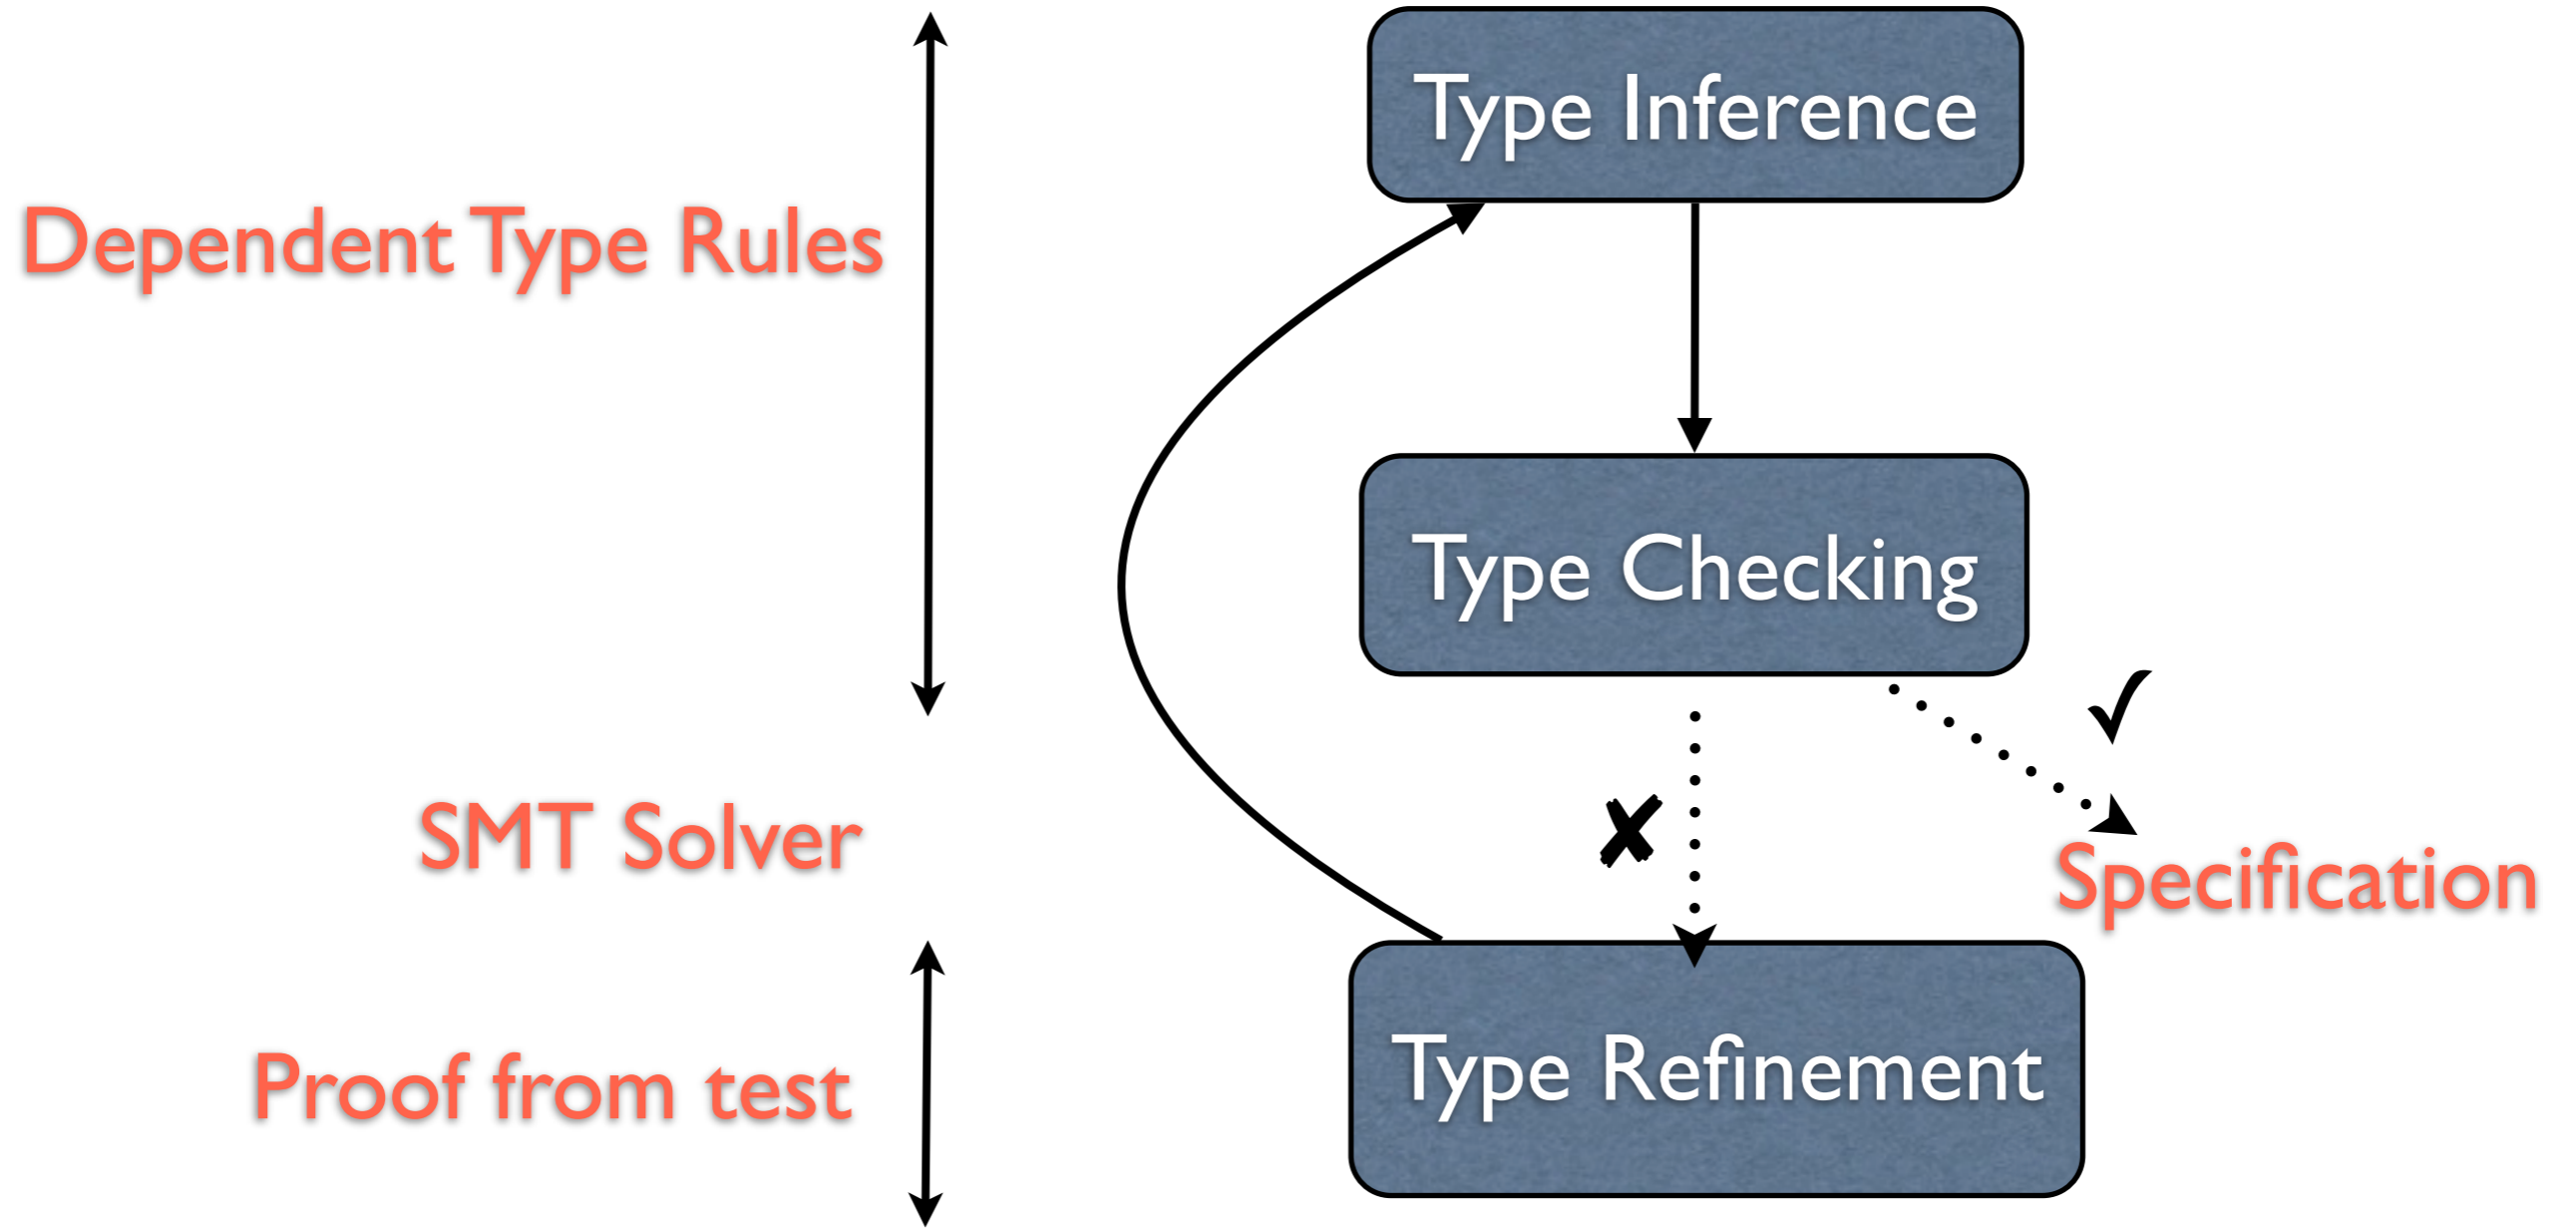 Type Inference
Dependent Type Rules
Type Checking
✓
SMT Solver
✘
Specification
Proof from test
Type Refinement